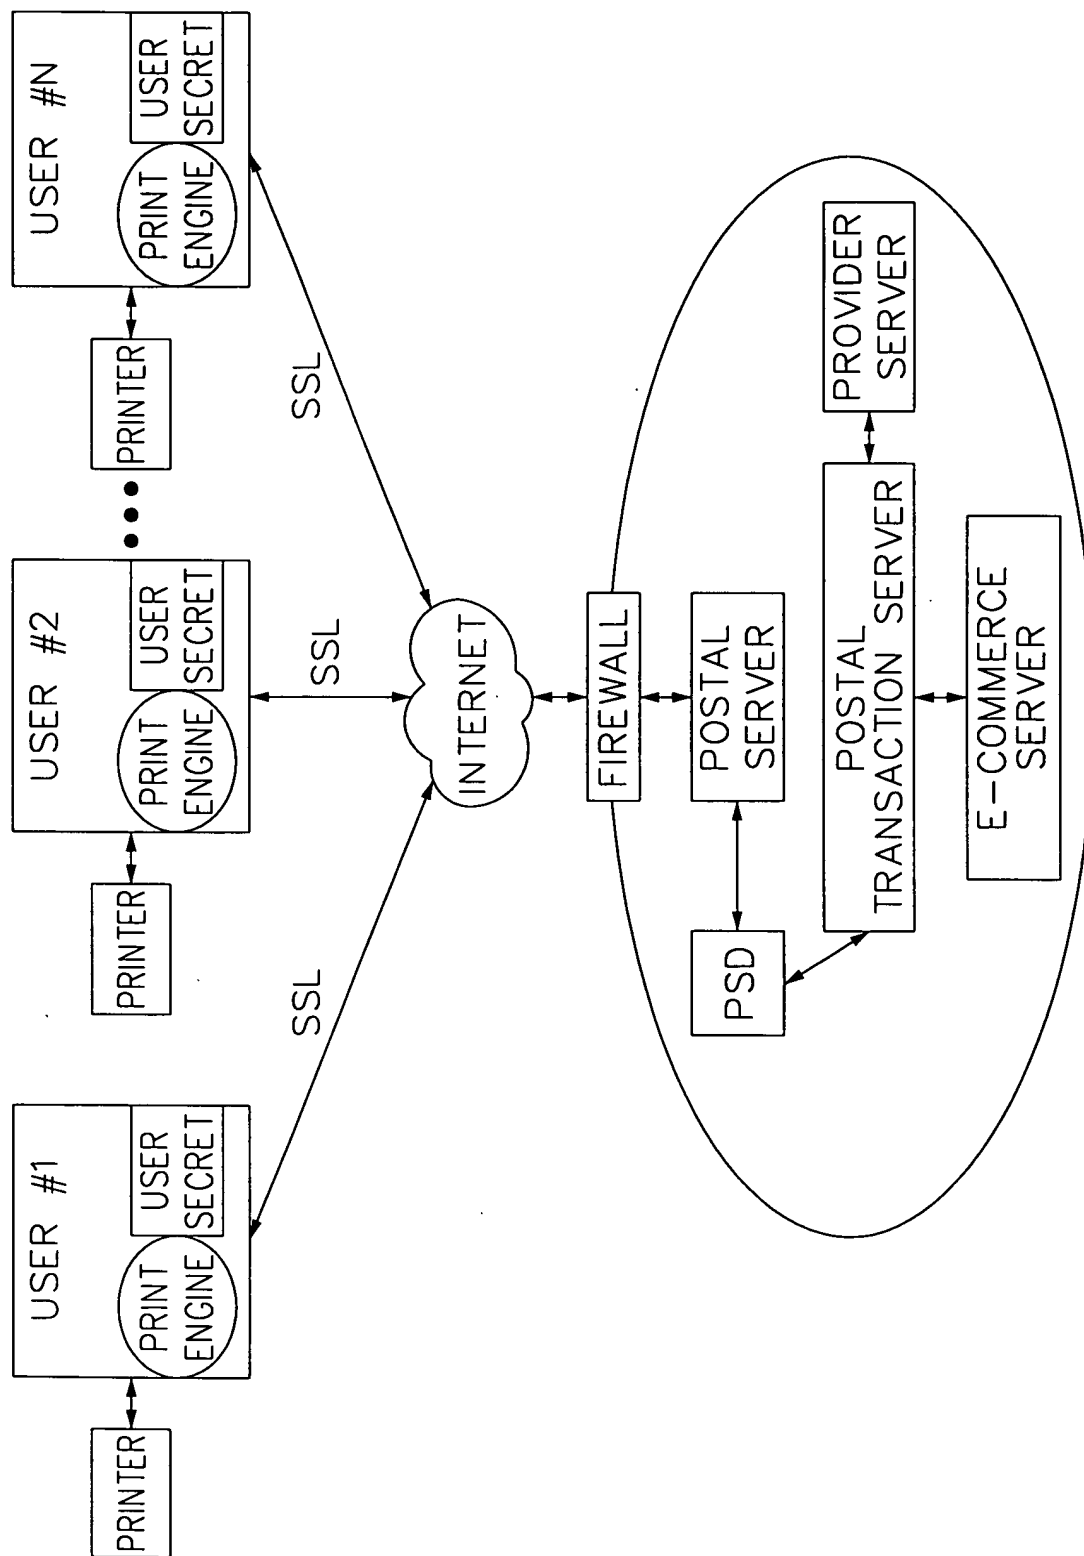 USER #1
PRINT
ENGINE
USER
SECRET
PRINTER
USER #2
PRINT
ENGINE
USER
SECRET
PRINTER
USER #N
PRINT
ENGINE
USER
SECRET
PRINTER
SSL
SSL
SSL
INTERNET
FIREWALL
PSD
POSTAL
SERVER
POSTAL
TRANSACTION SERVER
PROVIDER
SERVER
E-COMMERCE
SERVER